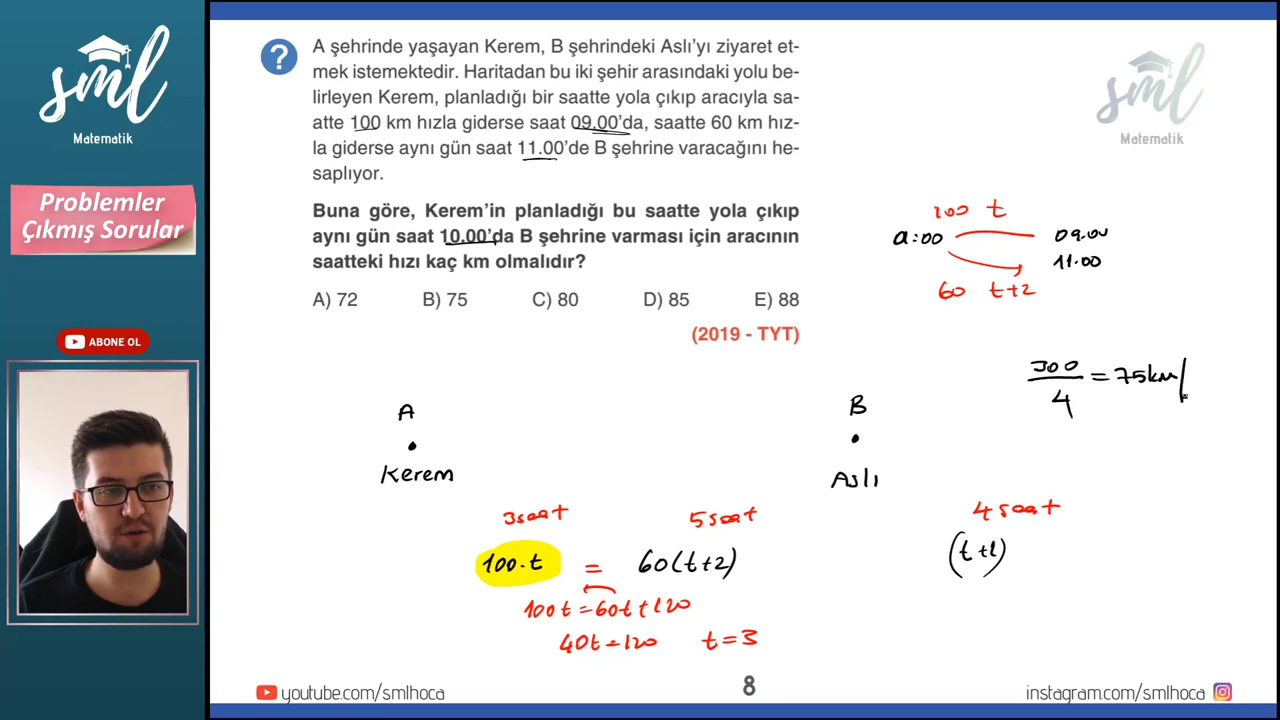 sml
Matematik
Problemler
Çıkmış Sorular
ABONE OL
?
A şehrinde yaşayan Kerem, B şehrindeki Aslı'yı ziyaret et-
mek istemektedir. Haritadan bu iki şehir arasındaki yolu be-
lirleyen Kerem, planladığı bir saatte yola çıkıp aracıyla sa-
atte 100 km hızla giderse saat 09.00'da, saatte 60 km hız-
la giderse aynı gün saat 11.00'de B şehrine varacağını he-
saplıyor.
Buna göre, Kerem'in planladığı bu saatte yola çıkıp
aynı gün saat 10.00'da B şehrine varması için aracının
saatteki hızı kaç km olmalıdır?
A) 72 B) 75 C) 80 D) 85 E) 88
(2019 - TYT)
sml
Matematik
100 t
a:00 09.00
11.00
60 t+2
300/4 = 75km/
A B
Kerem Aslı
3saat 5saat 4saat
100.t = 60(t+2) (t+1)
100t=60t+120
40t=120 t=3
youtube.com/smlhoca 8 instagram.com/smlhoca